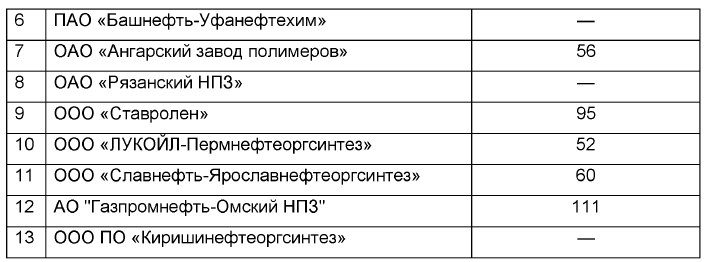 6 ПАО «Башнефть-Уфанефтехим» —
7 ОАО «Ангарский завод полимеров» 56
8 ОАО «Рязанский НПЗ» —
9 ООО «Ставролен» 95
10 ООО «ЛУКОЙЛ-Пермнефтеоргсинтез» 52
11 ООО «Славнефть-Ярославнефтеоргсинтез» 60
12 АО "Газпромнефть-Омский НПЗ" 111
13 ООО ПО «Киришинефтеоргсинтез» —